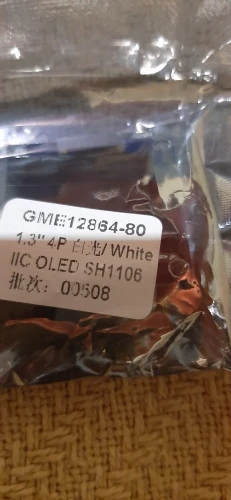 GME12864-80
1.3" 4P 白光/ White
IIC OLED SH1106
批次: 00508